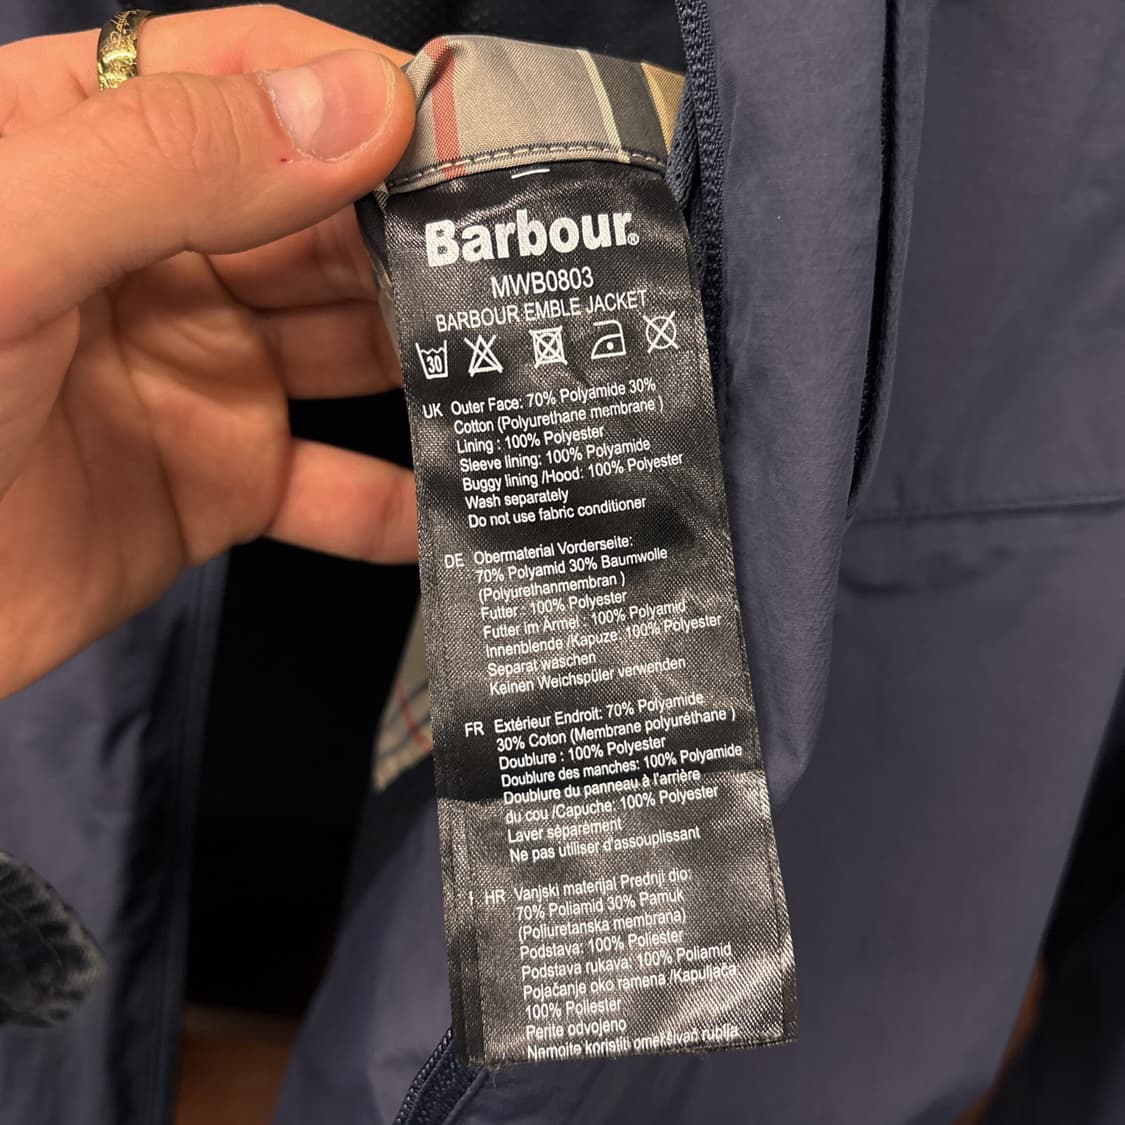 Barbour®
MWB0803
BARBOUR EMBLE JACKET
30
UK Outer Face: 70% Polyamide 30%
Cotton (Polyurethane membrane )
Lining : 100% Polyester
Sleeve lining: 100% Polyamide
Buggy lining /Hood: 100% Polyester
Wash separately
Do not use fabric conditioner
DE Obermaterial Vorderseite:
70% Polyamid 30% Baumwolle
(Polyurethanmembran )
Futter : 100% Polyester
Futter im Ärmel : 100% Polyamid
Innenblende /Kapuze: 100% Polyester
Separat waschen
Keinen Weichspüler verwenden
FR Extérieur Endroit: 70% Polyamide
30% Coton (Membrane polyuréthane )
Doublure : 100% Polyester
Doublure des manches: 100% Polyamide
Doublure du panneau à l'arrière
du cou /Capuche: 100% Polyester
Laver séparément
Ne pas utiliser d'assouplissant
HR Vanjski materijal Prednji dio:
70% Poliamid 30% Pamuk
(Poliuretanska membrana)
Podstava: 100% Poliester
Podstava rukava: 100% Poliamid
Pojačanje oko ramena /Kapuljača:
100% Poliester
Perite odvojeno
Nemojte koristiti omekšivač rublja